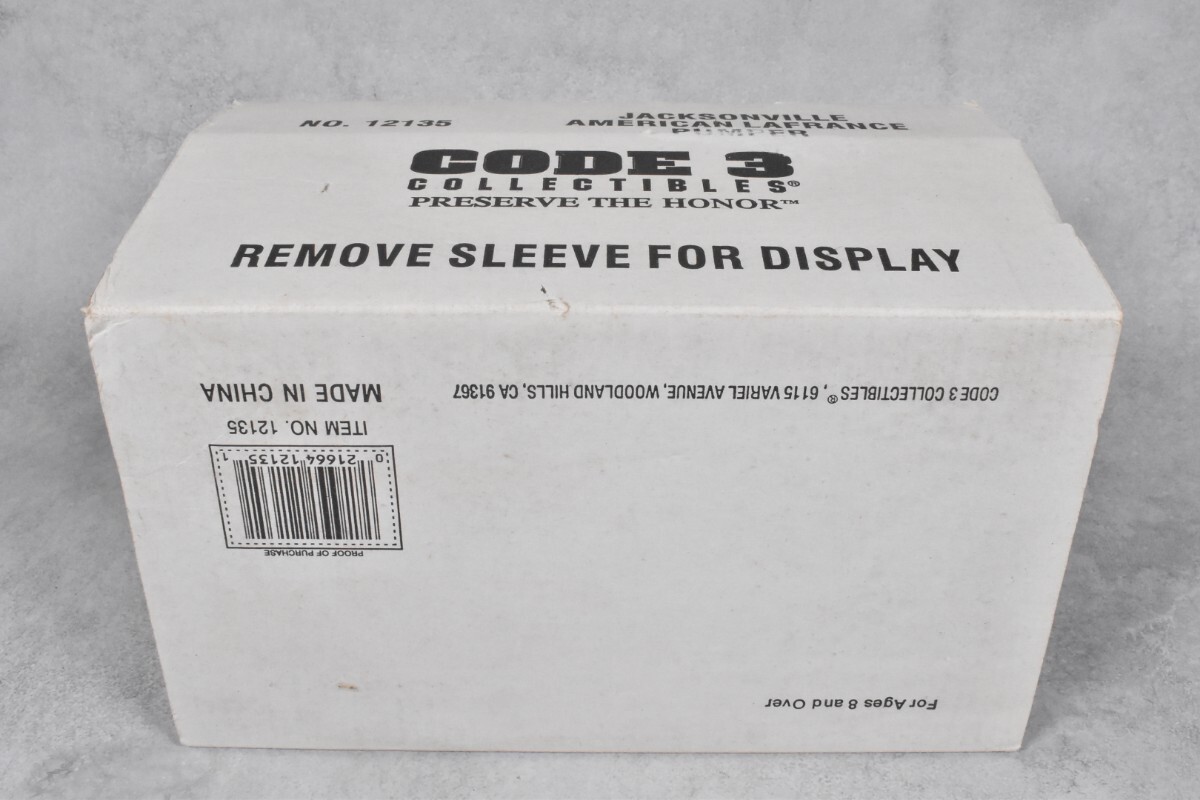 NO. 12135
JACKSONVILLE
AMERICAN LAFRANCE
PUMPER
CODE 3
COLLECTIBLES®
PRESERVE THE HONOR™
REMOVE SLEEVE FOR DISPLAY
CODE 3 COLLECTIBLES®, 6115 VARIEL AVENUE, WOODLAND HILLS, CA 91367
MADE IN CHINA
ITEM NO. 12135
0 21664 12135 1
PROOF OF PURCHASE
For Ages 8 and Over